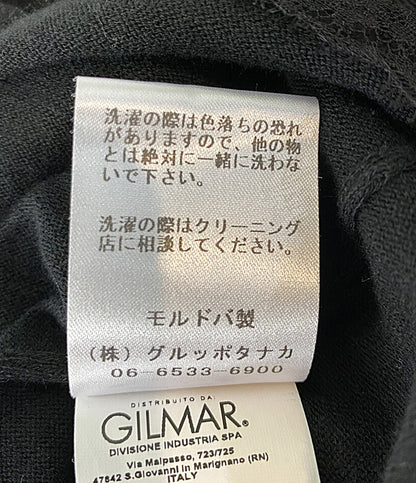 洗濯の際は色落ちの恐れ
がありますので、他の物
とは絶対に一緒に洗わな
いで下さい。
洗濯の際はクリーニング
店に相談してください。
モルドバ製
（株）グルッポタナカ
06-6533-6900
DISTRIBUITO DA
GILMAR®
DIVISIONE INDUSTRIA SPA
Via Malpasso, 723/725
47842 S.Giovanni in Marignano (RN)
ITALY